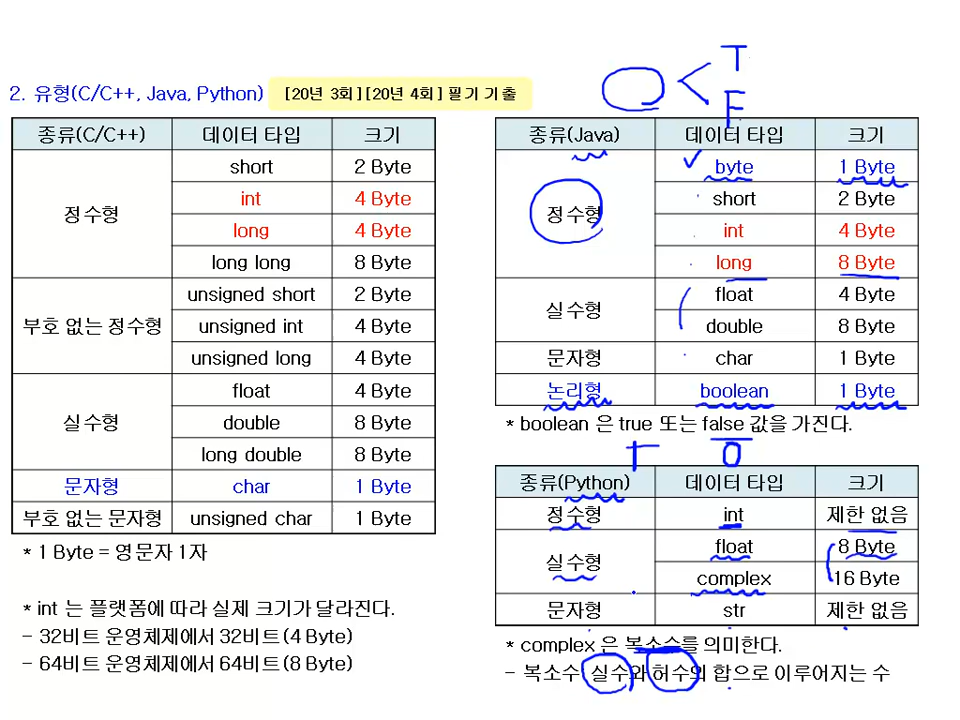 T
F
2. 유형(C/C++, Java, Python) [20년 3회][20년 4회] 필기 기출
종류(C/C++) 데이터 타입 크기
정수형 short 2 Byte
int 4 Byte
long 4 Byte
long long 8 Byte
부호 없는 정수형 unsigned short 2 Byte
unsigned int 4 Byte
unsigned long 4 Byte
실수형 float 4 Byte
double 8 Byte
long double 8 Byte
문자형 char 1 Byte
부호 없는 문자형 unsigned char 1 Byte
* 1 Byte = 영문자 1자
* int 는 플랫폼에 따라 실제 크기가 달라진다.
- 32비트 운영체제에서 32비트(4 Byte)
- 64비트 운영체제에서 64비트(8 Byte)
종류(Java) 데이터 타입 크기
정수형 byte 1 Byte
short 2 Byte
int 4 Byte
long 8 Byte
실수형 float 4 Byte
double 8 Byte
문자형 char 1 Byte
논리형 boolean 1 Byte
* boolean 은 true 또는 false 값을 가진다.
1 0
종류(Python) 데이터 타입 크기
정수형 int 제한 없음
실수형 float 8 Byte
complex 16 Byte
문자형 str 제한 없음
* complex 은 복소수를 의미한다.
- 복소수: 실수와 허수의 합으로 이루어지는 수